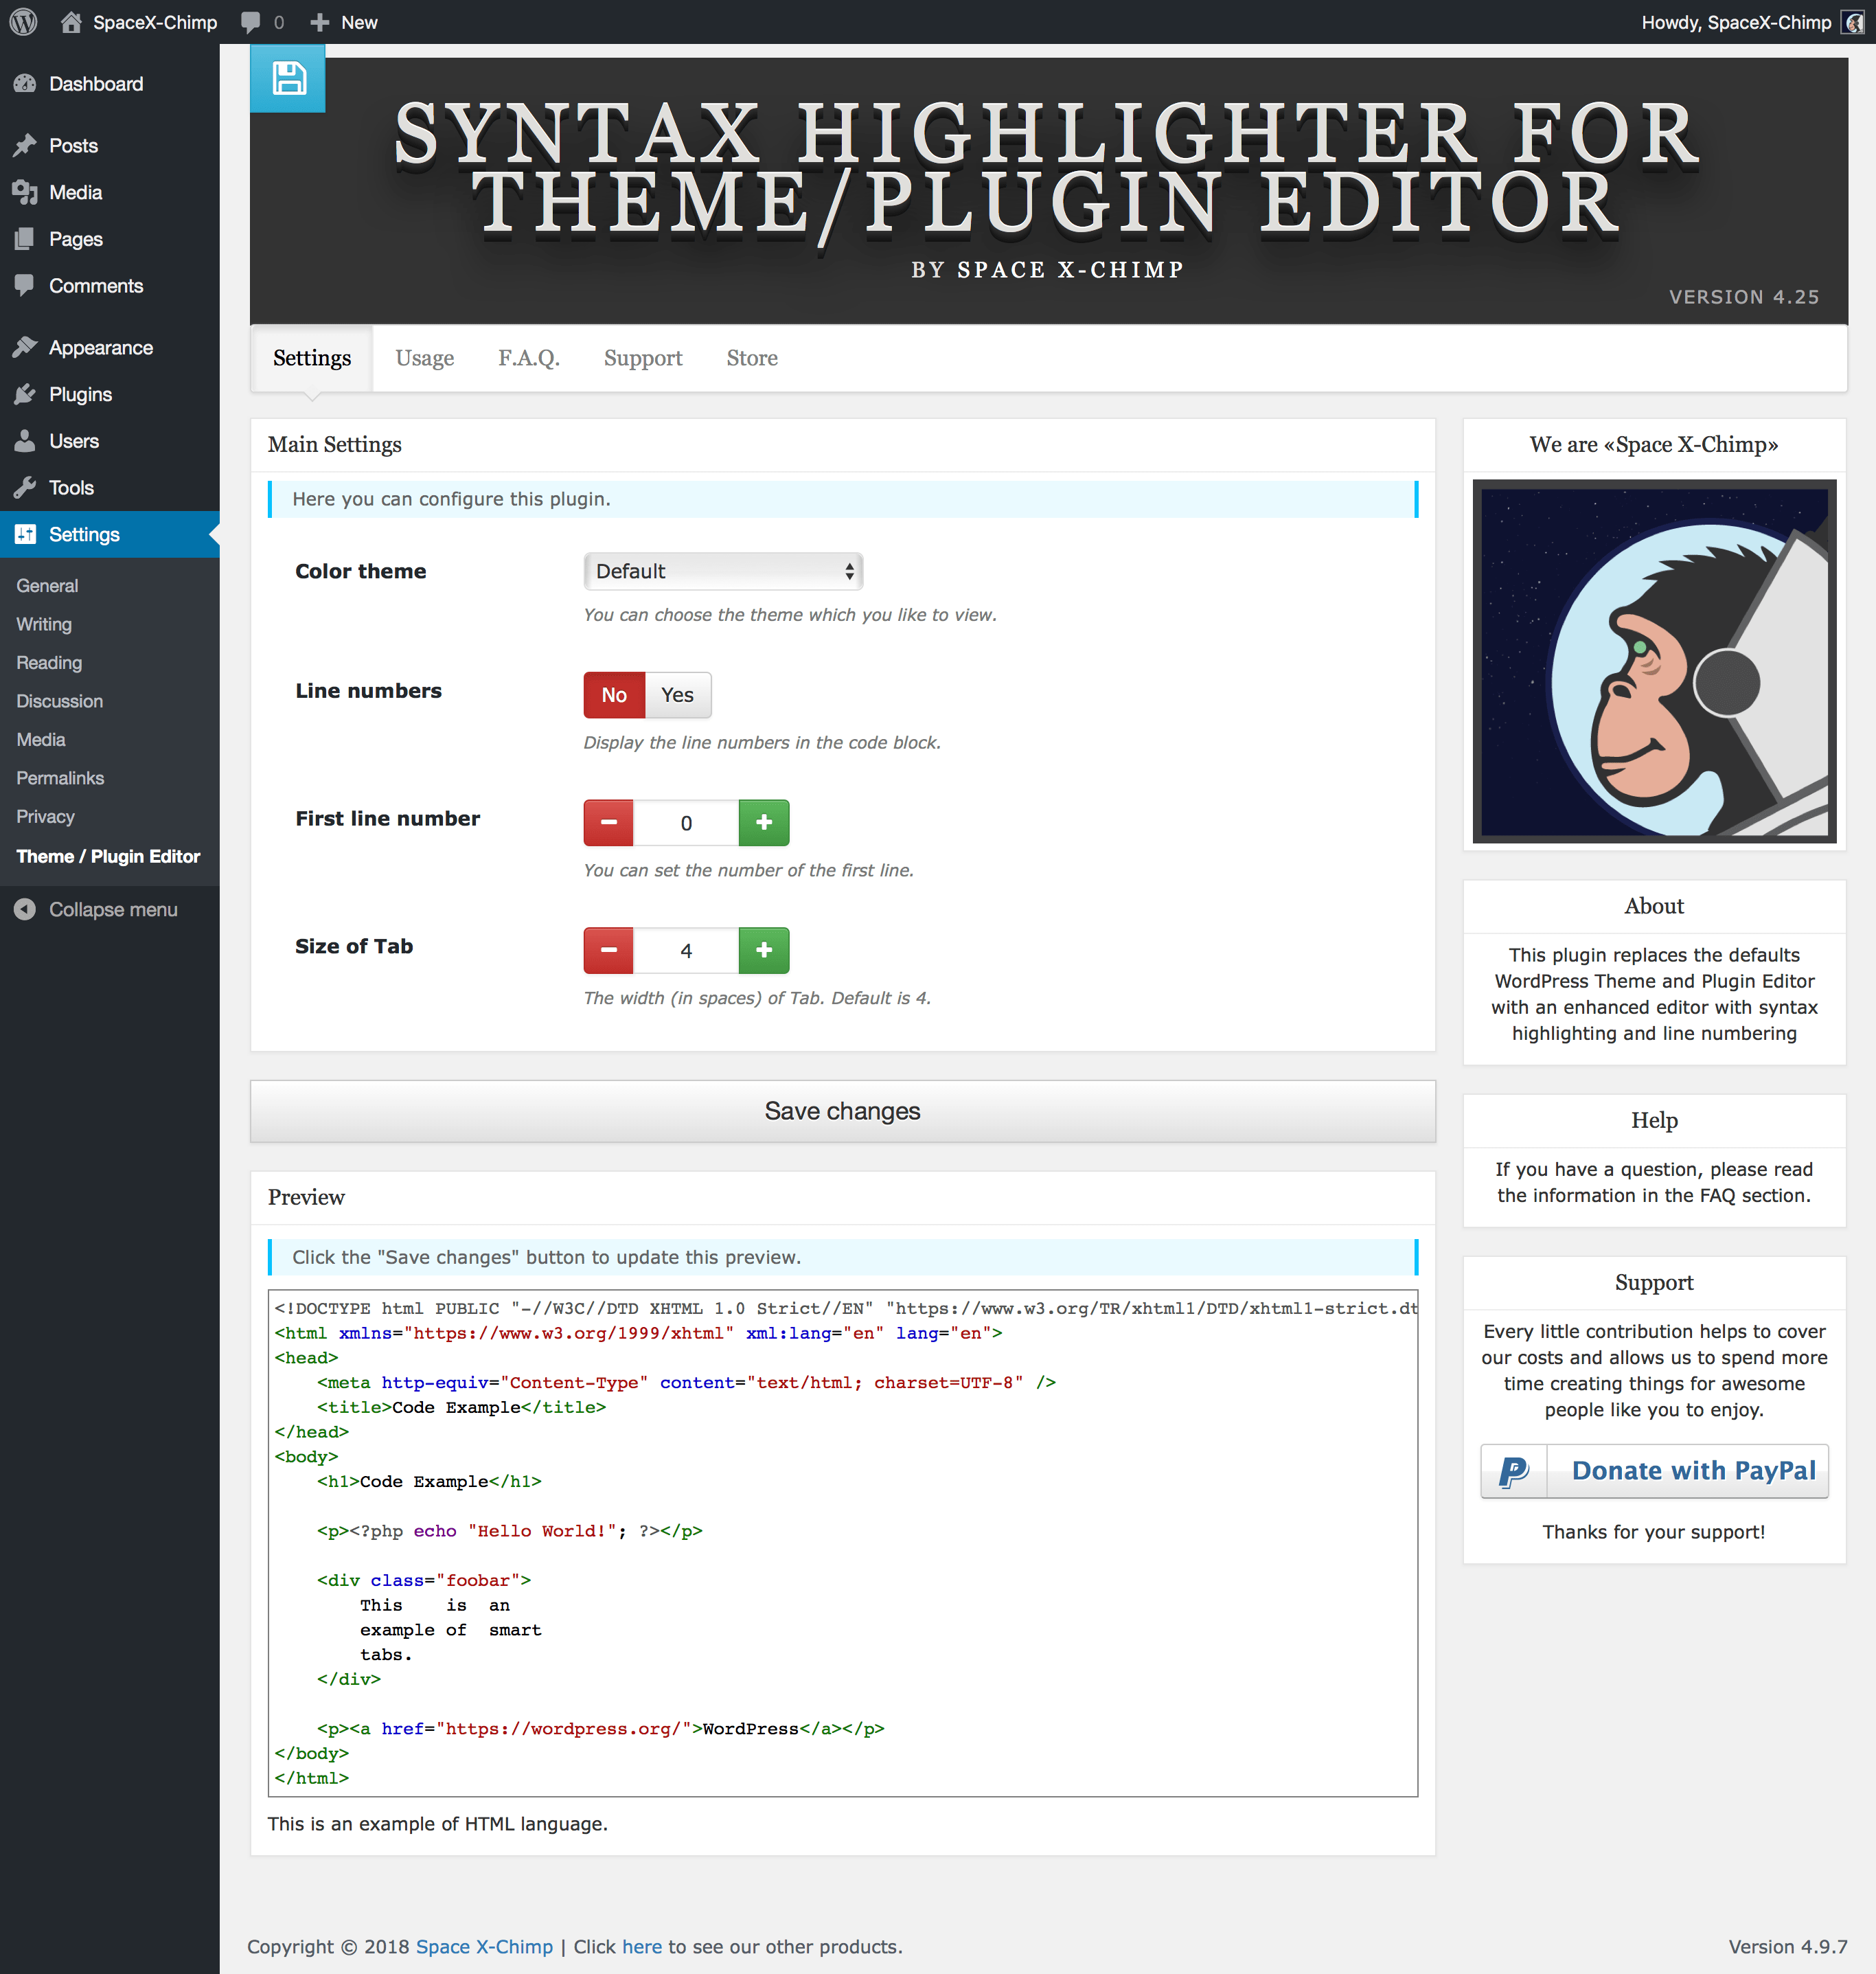 SpaceX-Chimp
0
New
Howdy, SpaceX-Chimp
Dashboard
Posts
Media
Pages
Comments
Appearance
Plugins
Users
Tools
Settings
General
Writing
Reading
Discussion
Media
Permalinks
Privacy
Theme / Plugin Editor
Collapse menu
SYNTAX HIGHLIGHTER FOR
THEME/PLUGIN EDITOR
BY SPACE X-CHIMP
VERSION 4.25
Settings
Usage
F.A.Q.
Support
Store
Main Settings
Here you can configure this plugin.
Color theme
Default
You can choose the theme which you like to view.
Line numbers
No
Yes
Display the line numbers in the code block.
First line number
0
You can set the number of the first line.
Size of Tab
4
The width (in spaces) of Tab. Default is 4.
Save changes
Preview
Click the "Save changes" button to update this preview.
<!DOCTYPE html PUBLIC "-//W3C//DTD XHTML 1.0 Strict//EN" "https://www.w3.org/TR/xhtml1/DTD/xhtml1-strict.dt
<html xmlns="https://www.w3.org/1999/xhtml" xml:lang="en" lang="en">
<head>
    <meta http-equiv="Content-Type" content="text/html; charset=UTF-8" />
    <title>Code Example</title>
</head>
<body>
    <h1>Code Example</h1>
    <p><?php echo "Hello World!"; ?></p>
    <div class="foobar">
        This    is  an
        example of  smart
        tabs.
    </div>
    <p><a href="https://wordpress.org/">WordPress</a></p>
</body>
</html>
This is an example of HTML language.
We are «Space X-Chimp»
About
This plugin replaces the defaults
WordPress Theme and Plugin Editor
with an enhanced editor with syntax
highlighting and line numbering
Help
If you have a question, please read
the information in the FAQ section.
Support
Every little contribution helps to cover
our costs and allows us to spend more
time creating things for awesome
people like you to enjoy.
Donate with PayPal
Thanks for your support!
Copyright © 2018 Space X-Chimp | Click here to see our other products.
Version 4.9.7